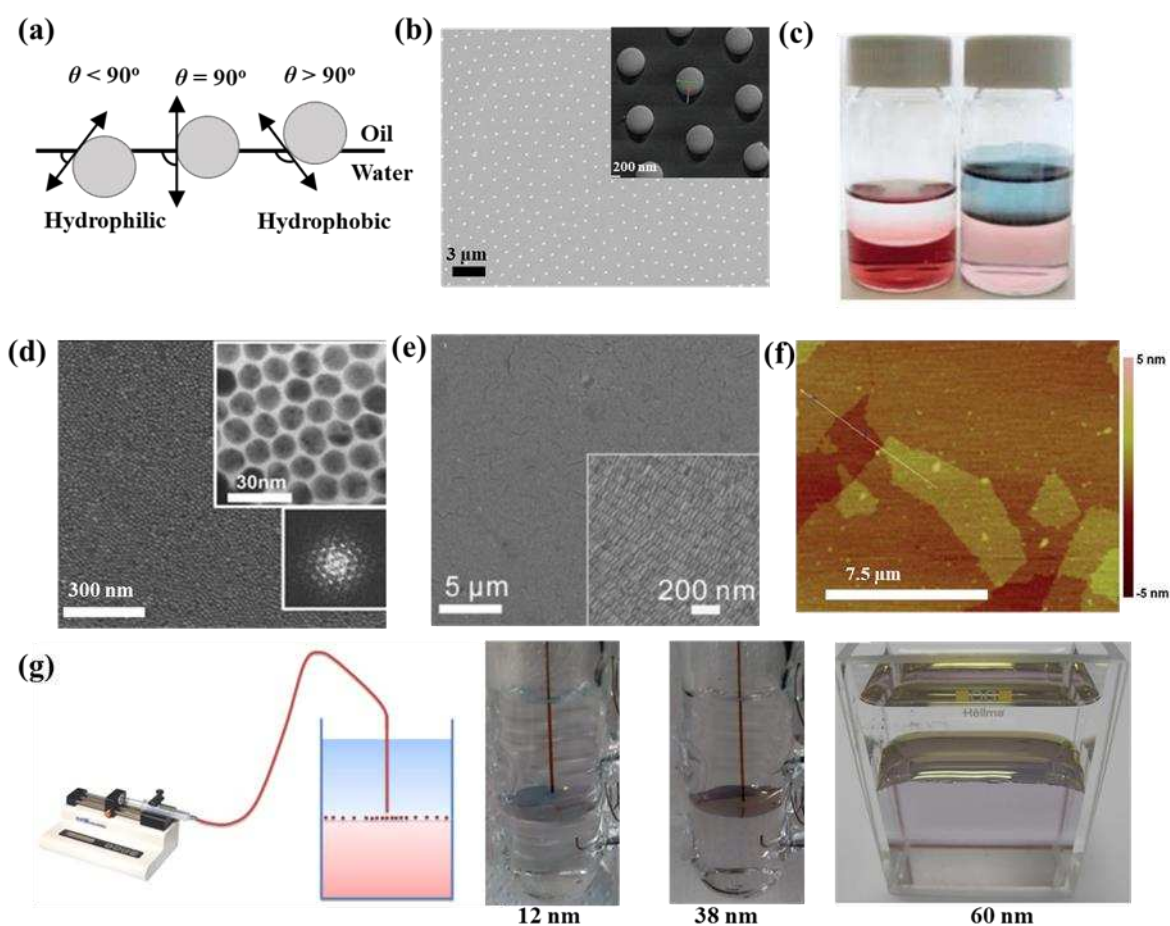 (a)
θ < 90° θ = 90° θ > 90°
Oil
Water
Hydrophilic Hydrophobic
(b)
3 μm
200 nm
(c)
(d)
30nm
300 nm
(e)
5 μm
200 nm
(f)
7.5 μm
5 nm
-5 nm
(g)
Hellma
12 nm
38 nm
60 nm